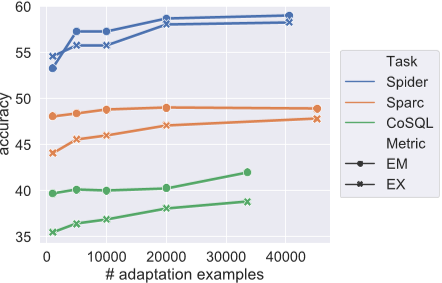 60
55
50
45
40
35
accuracy
0
10000
20000
30000
40000
# adaptation examples
Task
Spider
Sparc
CoSQL
Metric
EM
EX